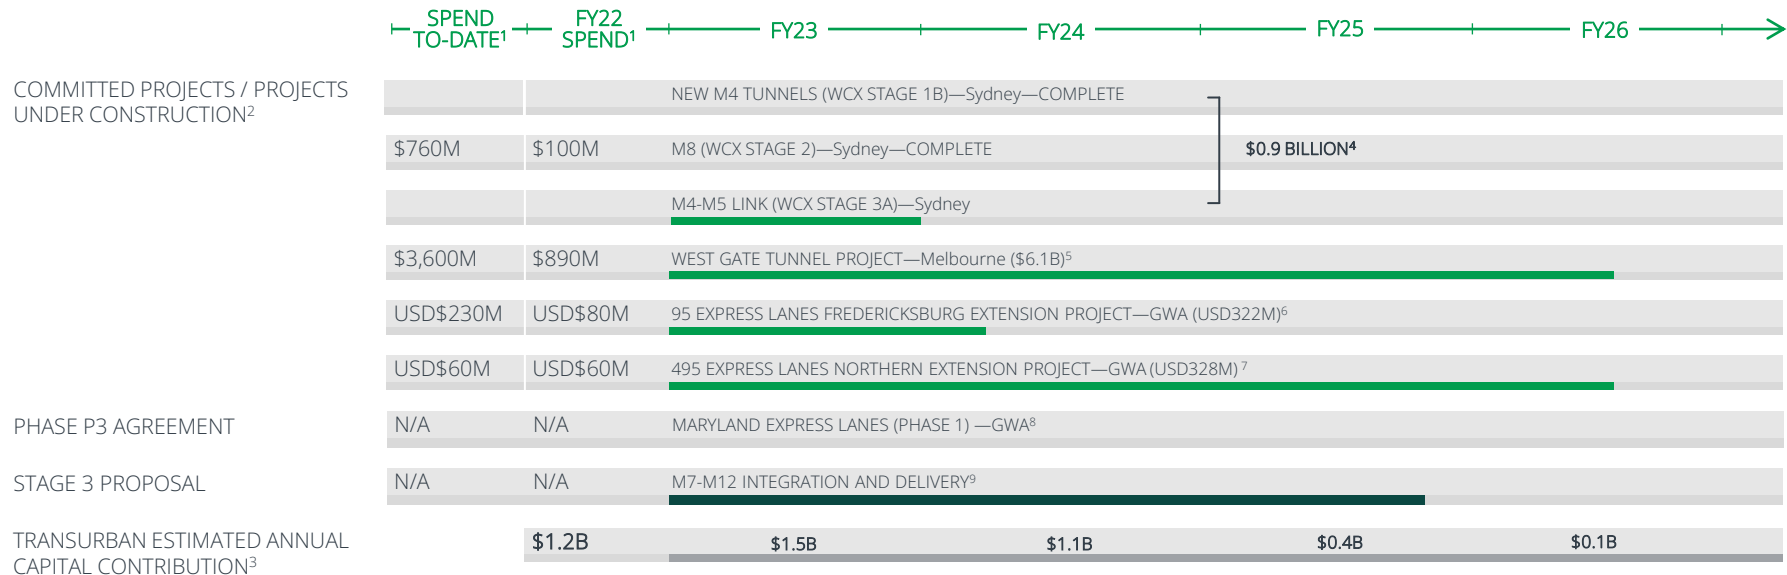 SPEND
TO-DATE¹
FY22
SPEND¹
FY23
FY24
FY25
FY26
COMMITTED PROJECTS / PROJECTS
UNDER CONSTRUCTION²
NEW M4 TUNNELS (WCX STAGE 1B)—Sydney—COMPLETE
$760M
$100M
M8 (WCX STAGE 2)—Sydney—COMPLETE
$0.9 BILLION⁴
M4-M5 LINK (WCX STAGE 3A)—Sydney
$3,600M
$890M
WEST GATE TUNNEL PROJECT—Melbourne ($6.1B)⁵
USD$230M
USD$80M
95 EXPRESS LANES FREDERICKSBURG EXTENSION PROJECT—GWA (USD322M)⁶
USD$60M
USD$60M
495 EXPRESS LANES NORTHERN EXTENSION PROJECT—GWA (USD328M) ⁷
PHASE P3 AGREEMENT
N/A
N/A
MARYLAND EXPRESS LANES (PHASE 1) —GWA⁸
STAGE 3 PROPOSAL
N/A
N/A
M7-M12 INTEGRATION AND DELIVERY⁹
TRANSURBAN ESTIMATED ANNUAL
CAPITAL CONTRIBUTION³
$1.2B
$1.5B
$1.1B
$0.4B
$0.1B